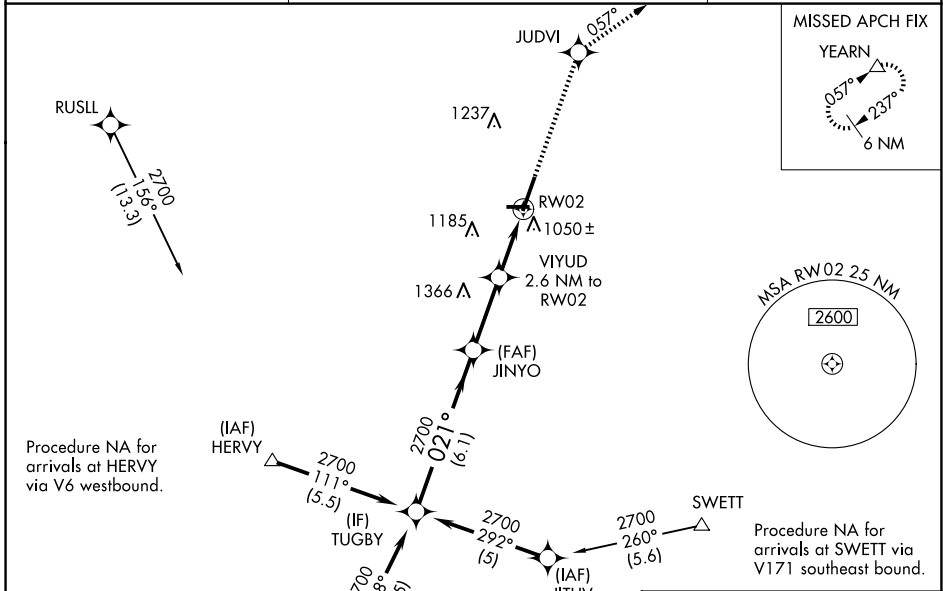 MISSED APCH FIX
YEARN
057°
237°
6 NM
JUDVI
057°
RUSLL
2700
156°
(13.3)
1237
RW02
1185
1050±
VIYUD
2.6 NM to
RW02
1366
MSA RW02 25 NM
2600
(FAF)
JINYO
2700
021°
(6.1)
(IAF)
HERVY
Procedure NA for
arrivals at HERVY
via V6 westbound.
2700
111°
(5.5)
(IF)
TUGBY
2700
292°
(5)
SWETT
2700
260°
(5.6)
Procedure NA for
arrivals at SWETT via
V171 southeast bound.
(IAF)